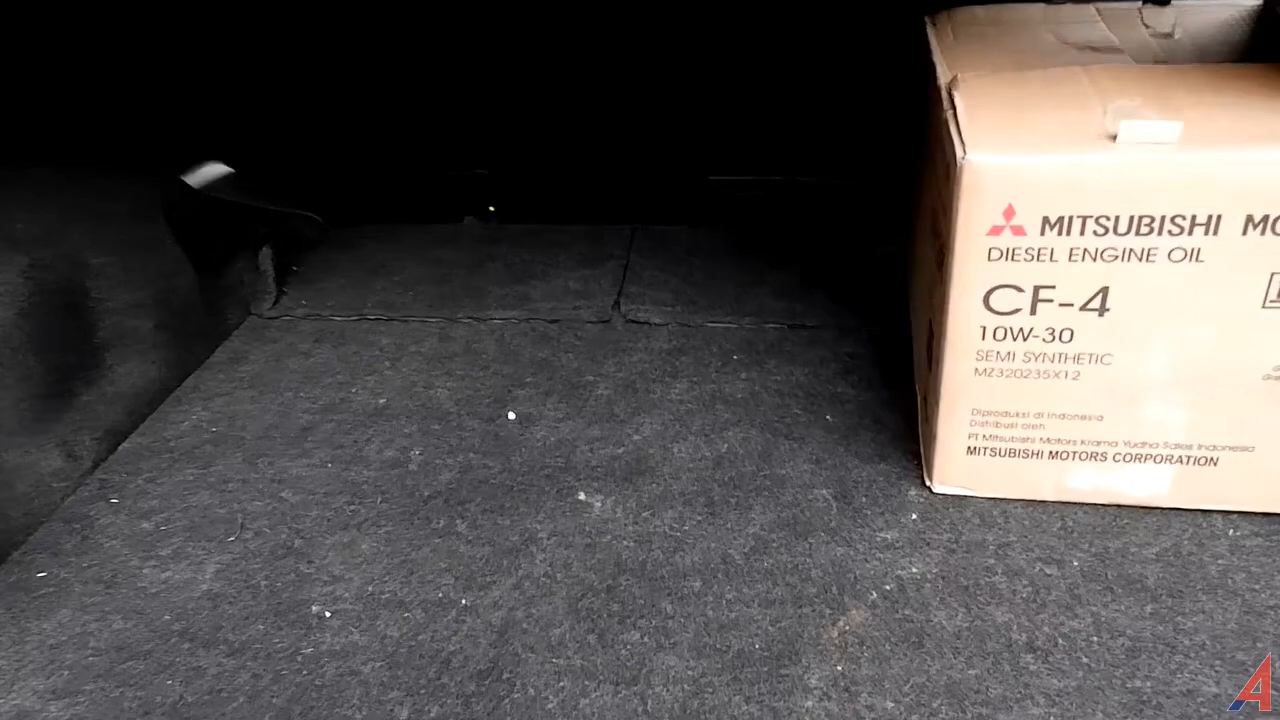 MITSUBISHI
DIESEL ENGINE OIL
CF-4
10W-30
SEMI SYNTHETIC
MZ320235X12
Diproduksi di Indonesia
Distribusi oleh
PT Mitsubishi Motors Krama Yudha Sales Indonesia
MITSUBISHI MOTORS CORPORATION
A